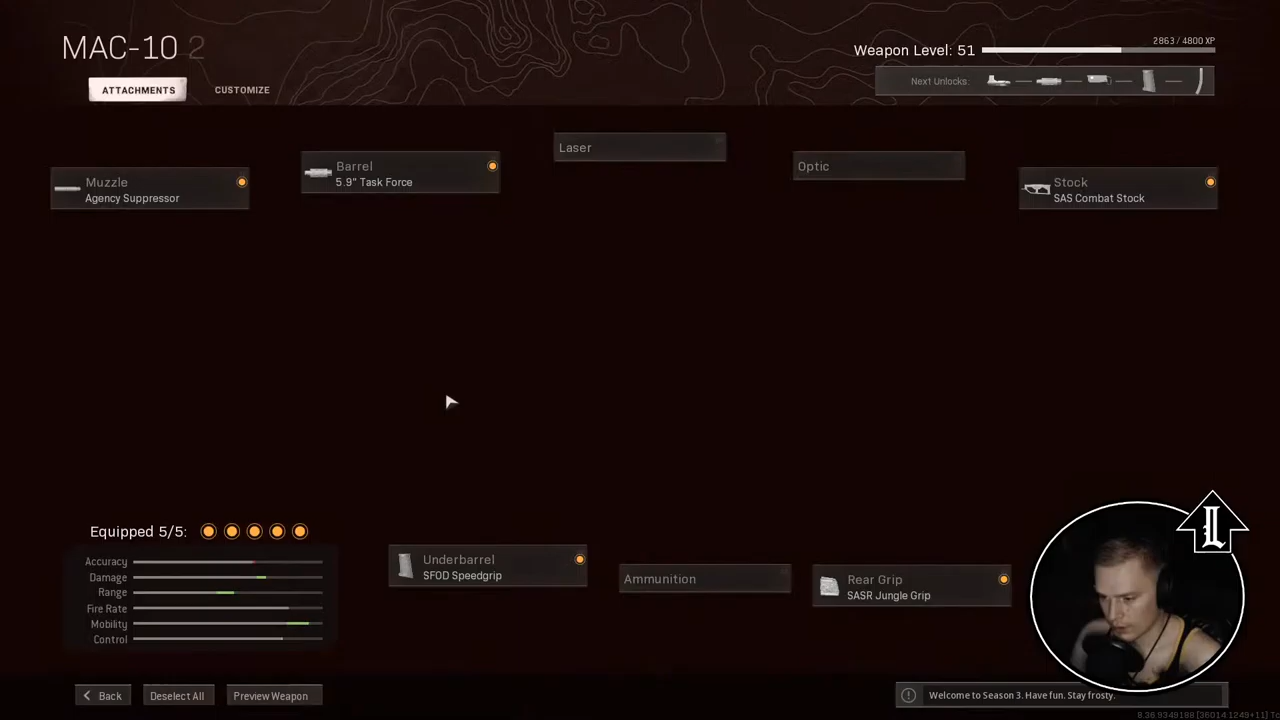 MAC-10 2
Weapon Level: 51
2863 / 4800 XP
ATTACHMENTS
CUSTOMIZE
Next Unlocks:
Muzzle
Agency Suppressor
Barrel
5.9" Task Force
Laser
Optic
Stock
SAS Combat Stock
Equipped 5/5:
Accuracy
Damage
Range
Fire Rate
Mobility
Control
Underbarrel
SFOD Speedgrip
Ammunition
Rear Grip
SASR Jungle Grip
L
Back
Deselect All
Preview Weapon
Welcome to Season 3. Have fun. Stay frosty.